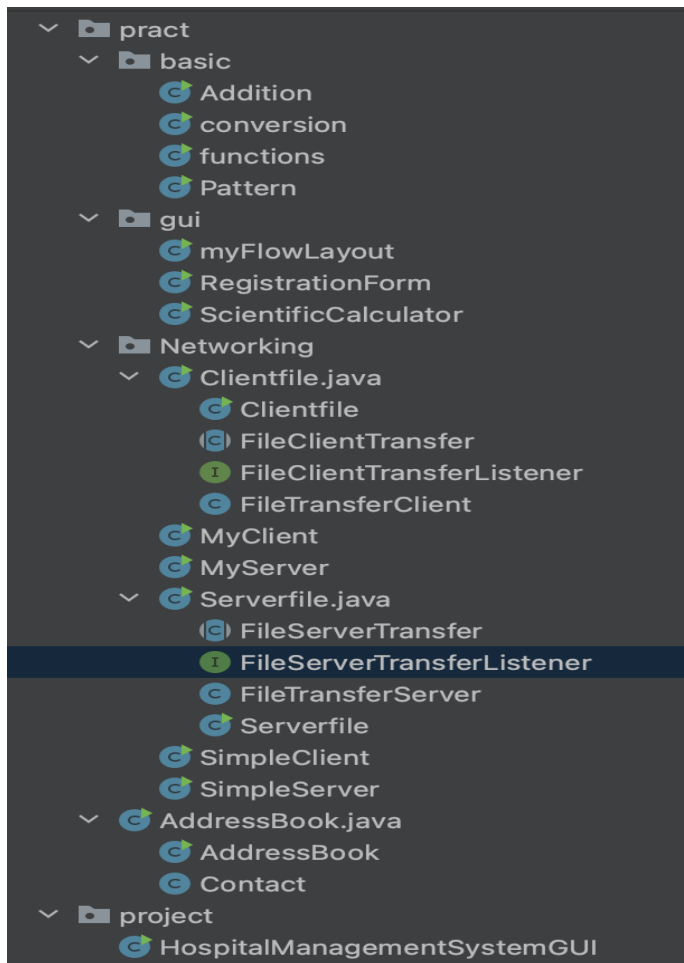 pract
basic
Addition
conversion
functions
Pattern
gui
myFlowLayout
RegistrationForm
ScientificCalculator
Networking
Clientfile.java
Clientfile
FileClientTransfer
FileClientTransferListener
FileTransferClient
MyClient
MyServer
Serverfile.java
FileServerTransfer
FileServerTransferListener
FileTransferServer
Serverfile
SimpleClient
SimpleServer
AddressBook.java
AddressBook
Contact
project
HospitalManagementSystemGUI